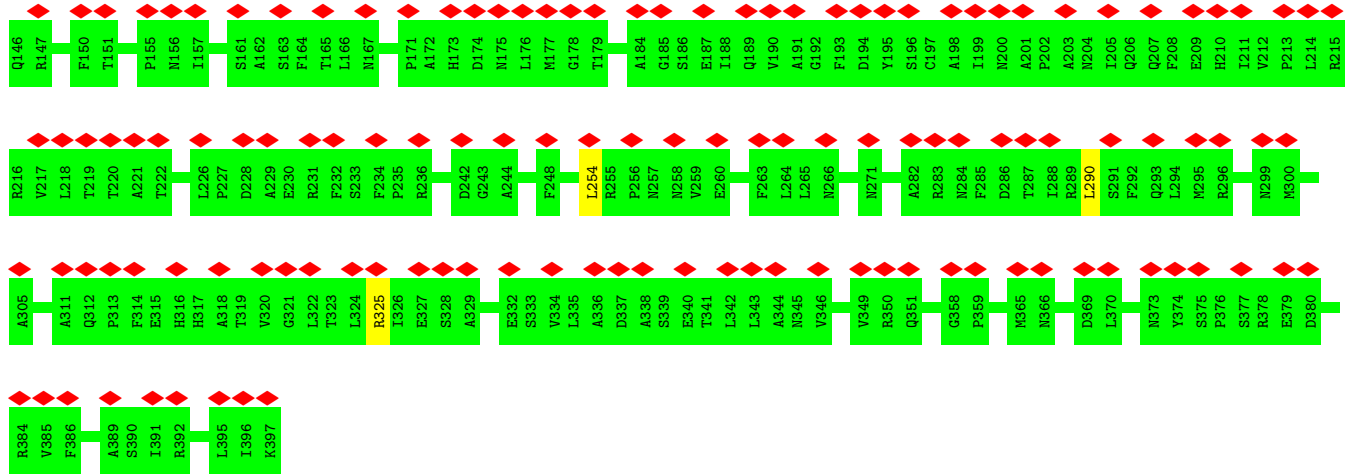 Q146 R147 F150 T151 P155 N156 I157 S161 A162 S163 F164 T165 L166 N167 P171 A172 H173 D174 N175 L176 M177 G178 T179 A184 G185 S186 E187 I188 Q189 V190 A191 G192 F193 D194 Y195 S196 C197 A198 I199 N200 A201 P202 A203 N204 I205 Q206 Q207 F208 E209 H210 I211 V212 P213 L214 R215
R216 V217 L218 T219 T220 A221 T222 L226 P227 D228 A229 E230 R231 F232 S233 F234 P235 R236 D242 G243 A244 F248 L254 R255 P256 N257 N258 V259 E260 F263 L264 L265 N266 N271 A282 R283 N284 F285 D286 T287 I288 R289 L290 S291 F292 Q293 L294 M295 R296 N299 M300
A305 A311 Q312 P313 F314 E315 H316 H317 A318 T319 V320 G321 L322 T323 L324 R325 I326 E327 S328 A329 E332 S333 V334 L335 A336 D337 A338 S339 E340 T341 L342 L343 A344 N345 V346 V349 R350 Q351 G358 P359 M365 N366 D369 L370 N373 Y374 S375 P376 S377 R378 E379 D380
R384 V385 F386 A389 S390 I391 R392 L395 I396 K397